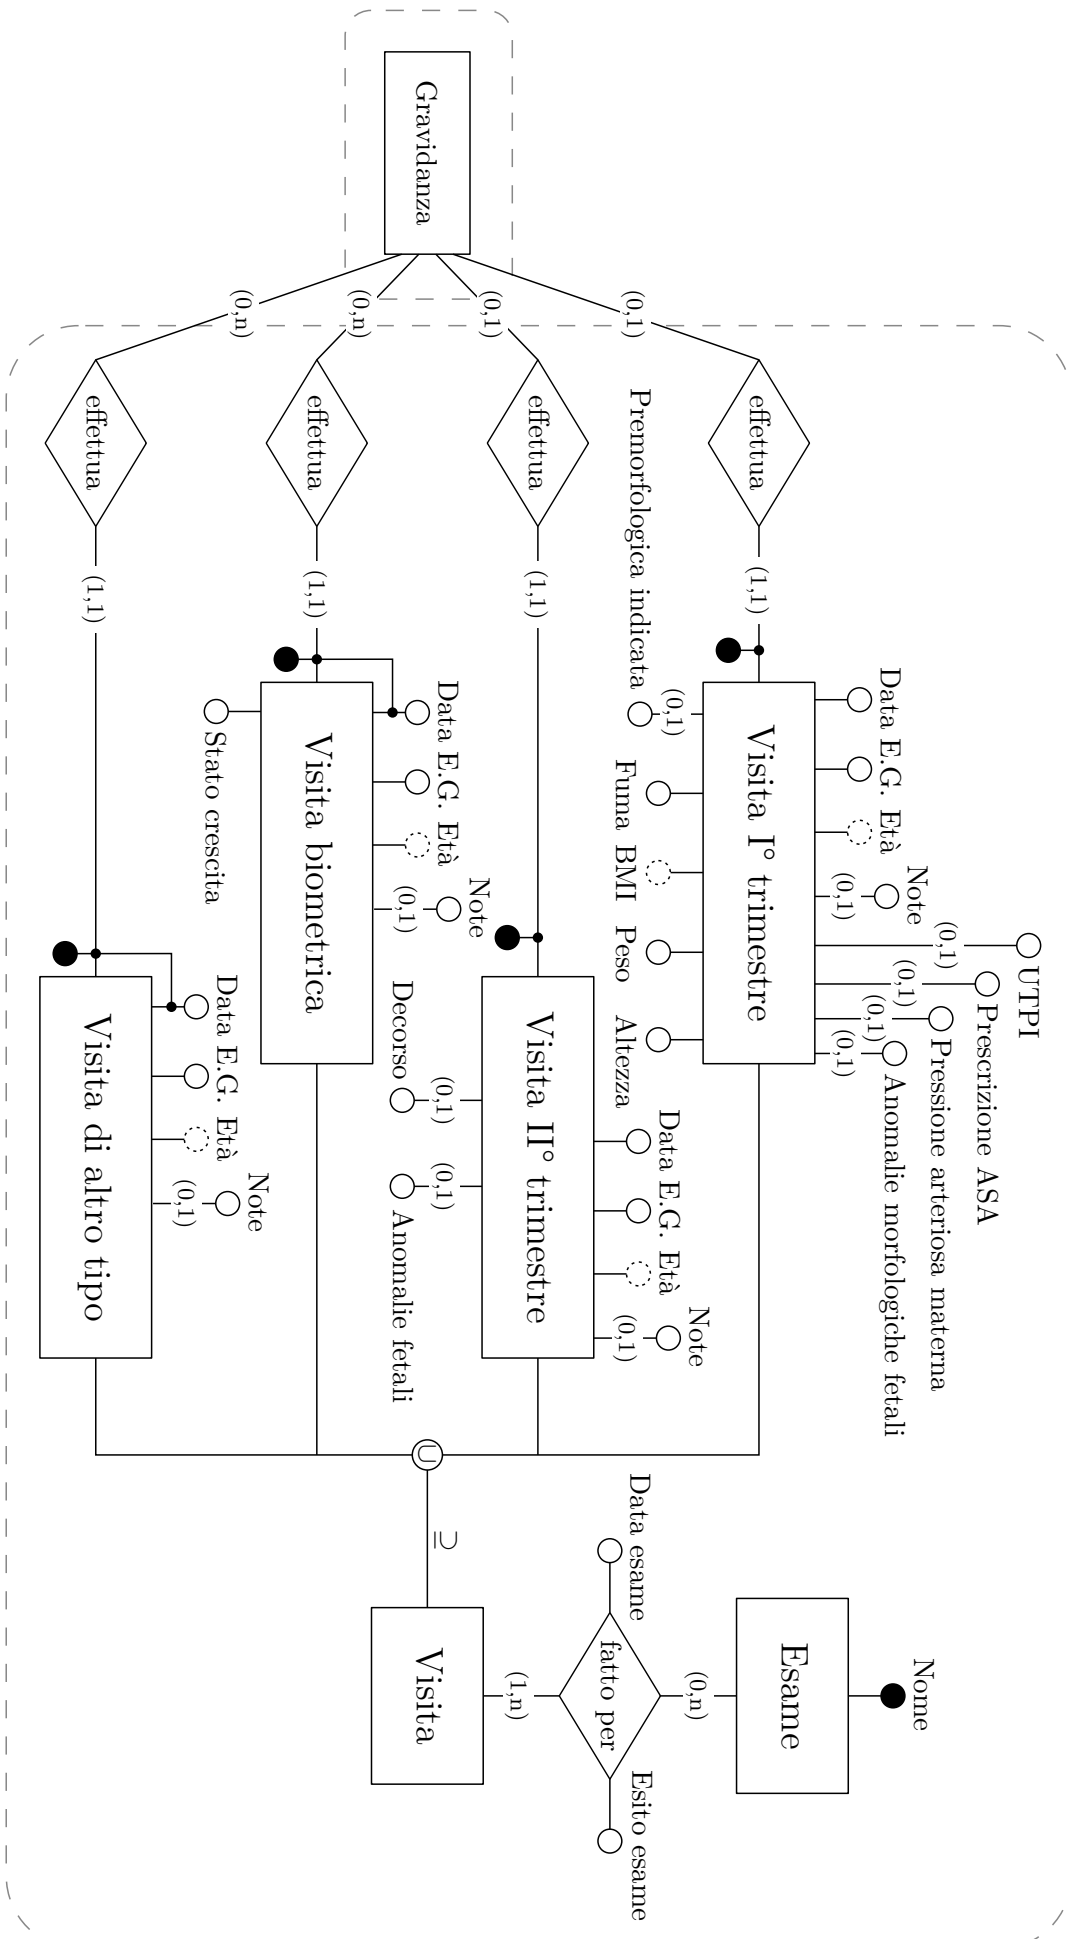 Gravidanza
(0,1)
(0,1)
(0,n)
(0,n)
effettua
effettua
effettua
effettua
(1,1)
(1,1)
(1,1)
(1,1)
Visita I° trimestre
Data
E.G.
Età
Note
(0,1)
UTPI
(0,1)
Prescrizione ASA
(0,1)
Pressione arteriosa materna
(0,1)
Anomalie morfologiche fetali
(0,1)
Premorfologica indicata
(0,1)
Fuma
BMI
Peso
Altezza
Visita II° trimestre
Data
E.G.
Età
Note
(0,1)
Decorso
(0,1)
Anomalie fetali
(0,1)
Visita biometrica
Data
E.G.
Età
Note
(0,1)
Stato crescita
Visita di altro tipo
Data
E.G.
Età
Note
(0,1)
∪
⊇
Nome
Esame
(0,n)
Data esame
fatto per
Esito esame
(1,n)
Visita